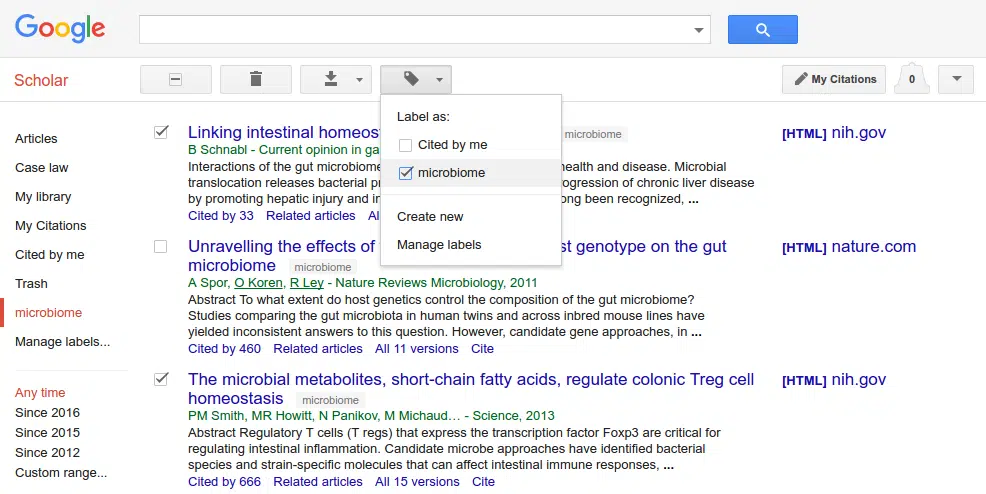 Google
Scholar
My Citations
0
Label as:
Cited by me
microbiome
Create new
Manage labels
Articles
Case law
My library
My Citations
Cited by me
Trash
microbiome
Manage labels...
Any time
Since 2016
Since 2015
Since 2012
Custom range...
Linking intestinal homeos microbiome
B Schnabl - Current opinion in ga
Interactions of the gut microbiome health and disease. Microbial
translocation releases bacterial pr ogression of chronic liver disease
by promoting hepatic injury and in ong been recognized, ...
Cited by 33 Related articles Al
[HTML] nih.gov
Unravelling the effects of st genotype on the gut
microbiome microbiome
A Spor, O Koren, R Ley - Nature Reviews Microbiology, 2011
Abstract To what extent do host genetics control the composition of the gut microbiome?
Studies comparing the gut microbiota in human twins and across inbred mouse lines have
yielded inconsistent answers to this question. However, candidate gene approaches, in ...
Cited by 460 Related articles All 11 versions Cite
[HTML] nature.com
The microbial metabolites, short-chain fatty acids, regulate colonic Treg cell
homeostasis microbiome
PM Smith, MR Howitt, N Panikov, M Michaud… - Science, 2013
Abstract Regulatory T cells (T regs) that express the transcription factor Foxp3 are critical for
regulating intestinal inflammation. Candidate microbe approaches have identified bacterial
species and strain-specific molecules that can affect intestinal immune responses, ...
Cited by 666 Related articles All 15 versions Cite
[HTML] nih.gov